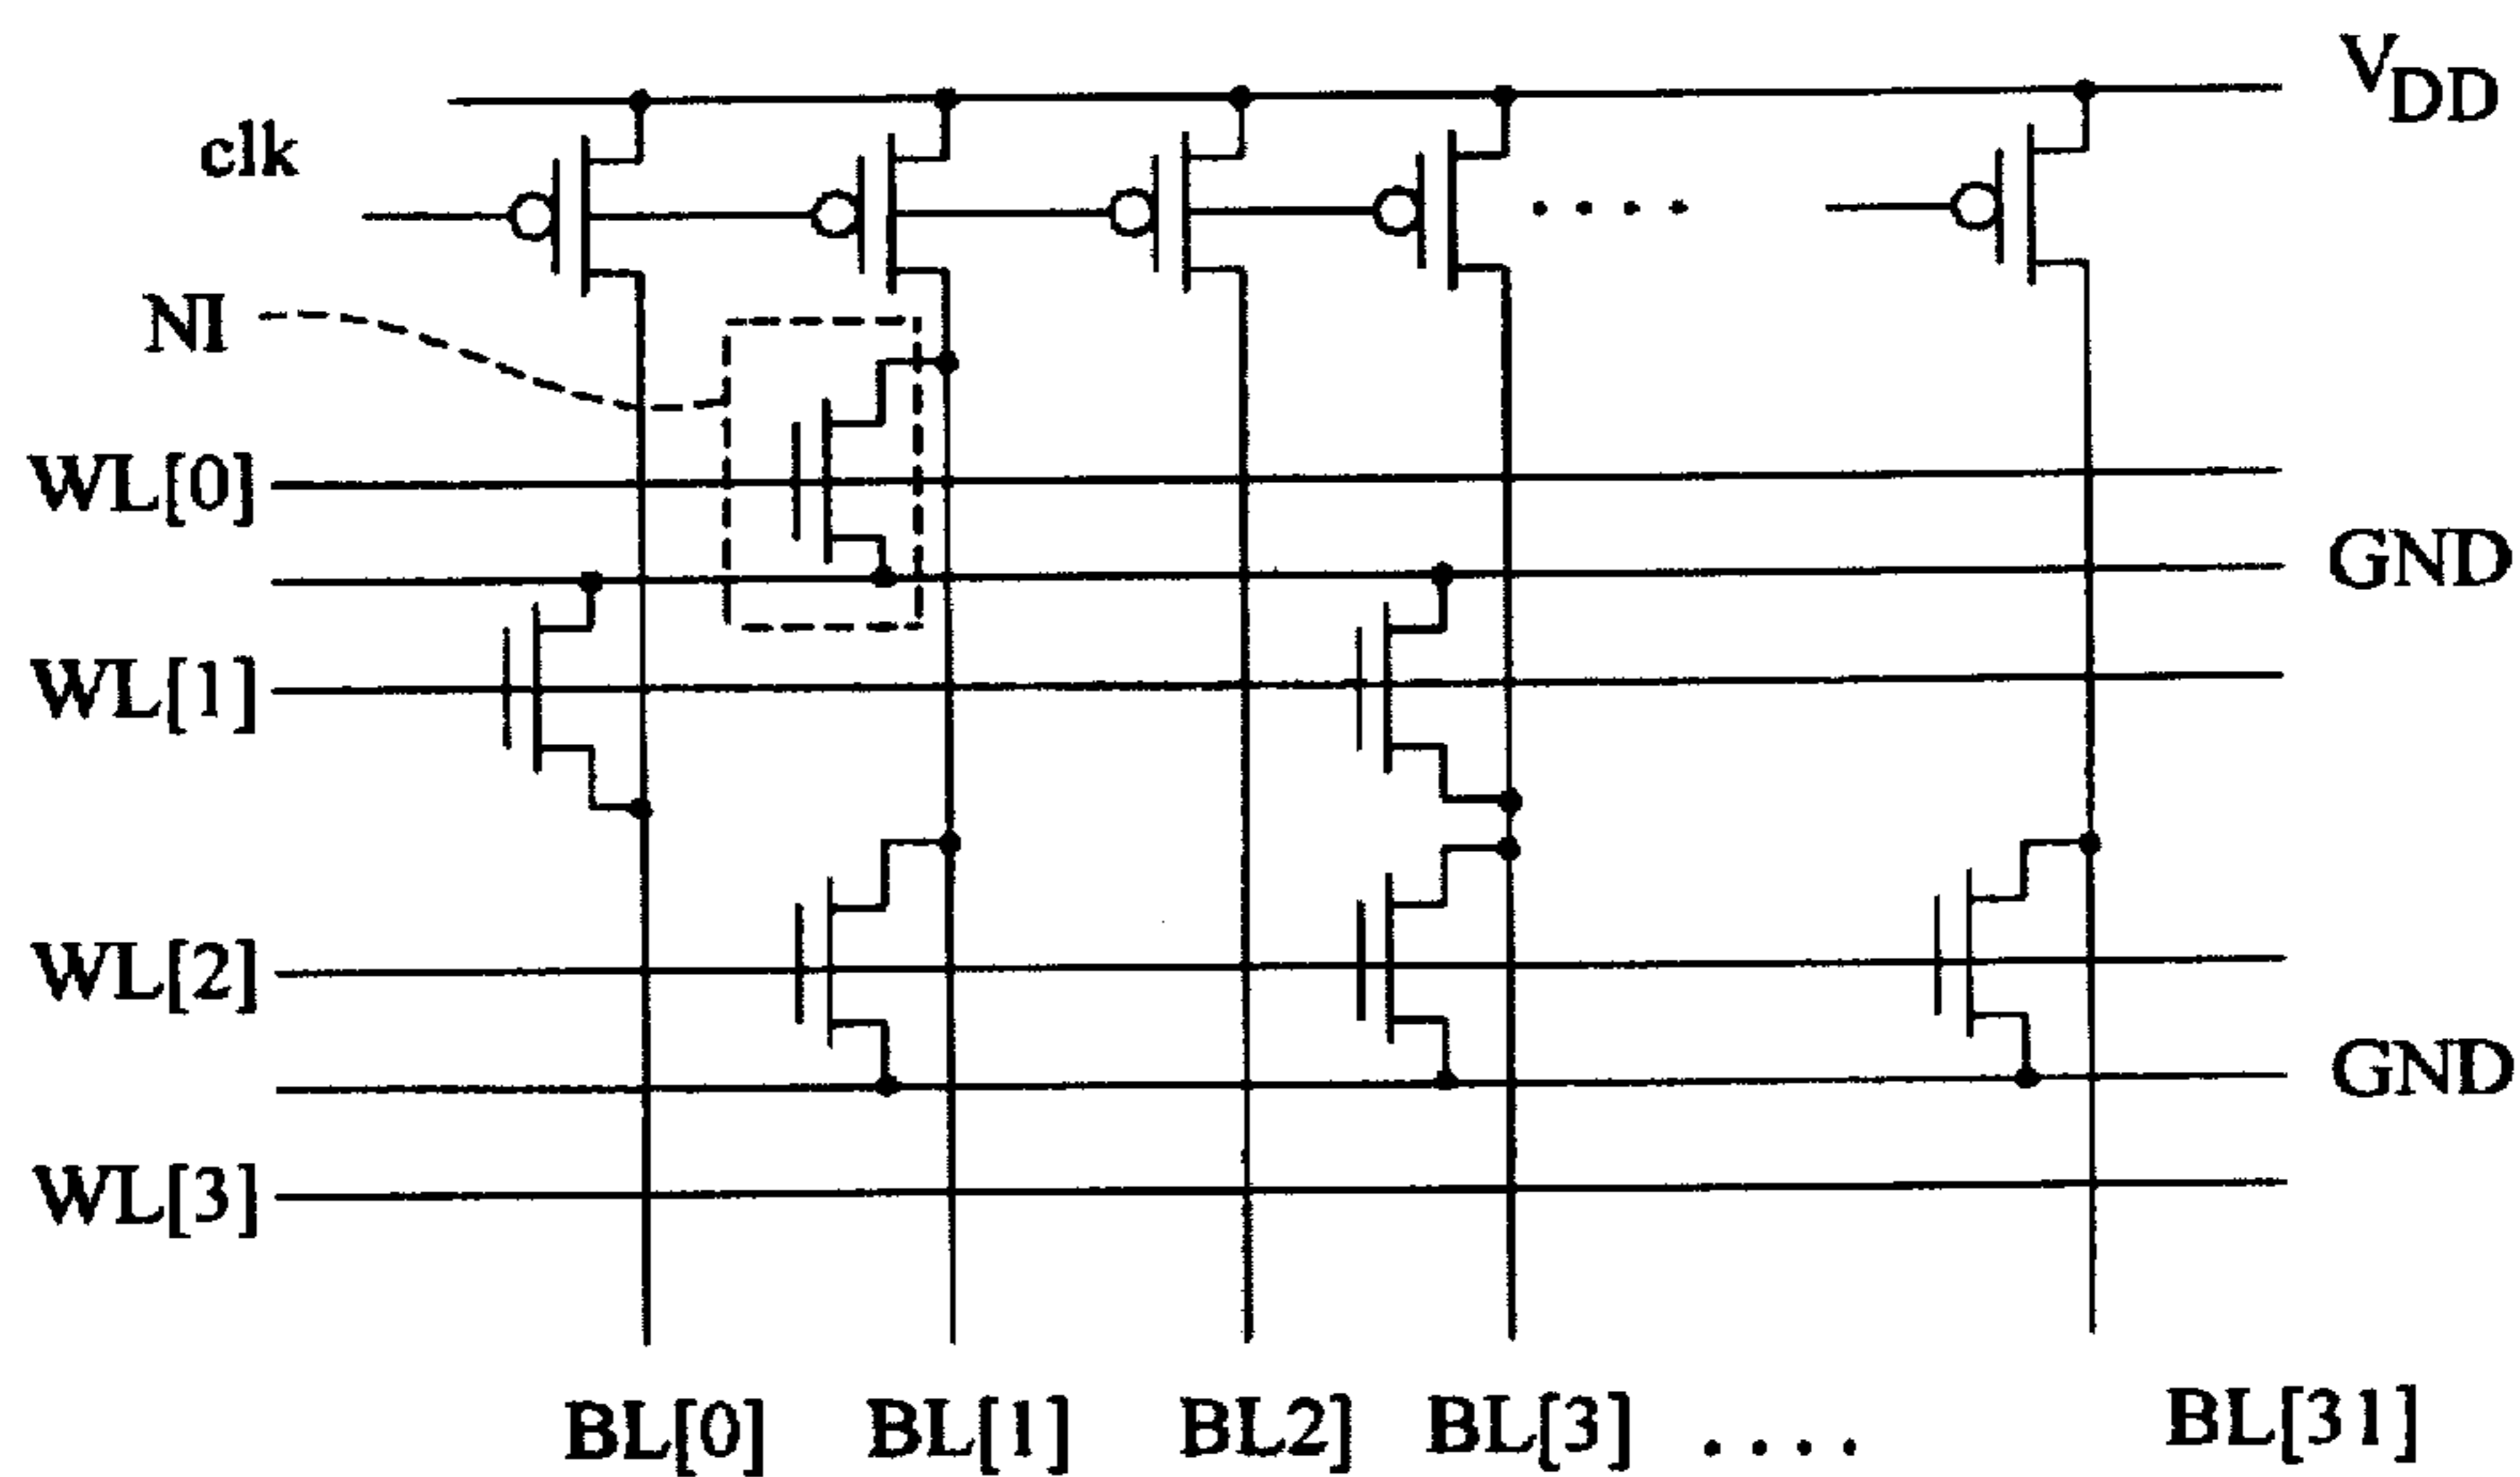 V DD
clk
NI
WL[0]
GND
WL[1]
WL[2]
GND
WL[3]
BL[0] BL[1] BL2] BL[3] .... BL[31]